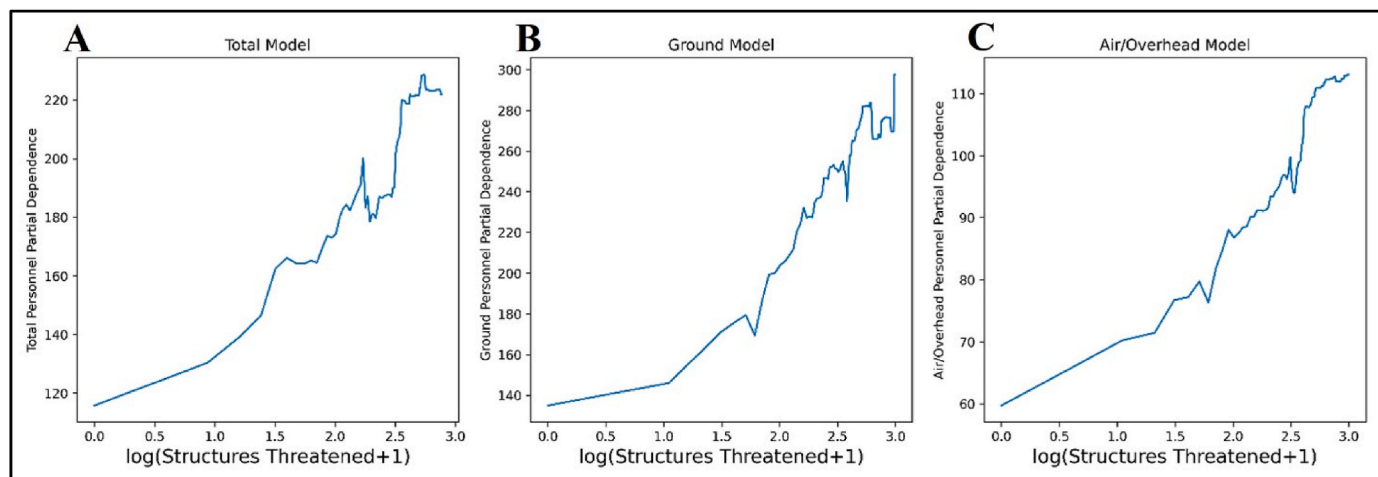 A
Total Model
Total Personnel Partial Dependence
220
200
180
160
140
120
0.0 0.5 1.0 1.5 2.0 2.5 3.0
log(Structures Threatened+1)
B
Ground Model
Ground Personnel Partial Dependence
300
280
260
240
220
200
180
160
140
0.0 0.5 1.0 1.5 2.0 2.5 3.0
log(Structures Threatened+1)
C
Air/Overhead Model
Air/Overhead Personnel Partial Dependence
110
100
90
80
70
60
0.0 0.5 1.0 1.5 2.0 2.5 3.0
log(Structures Threatened+1)